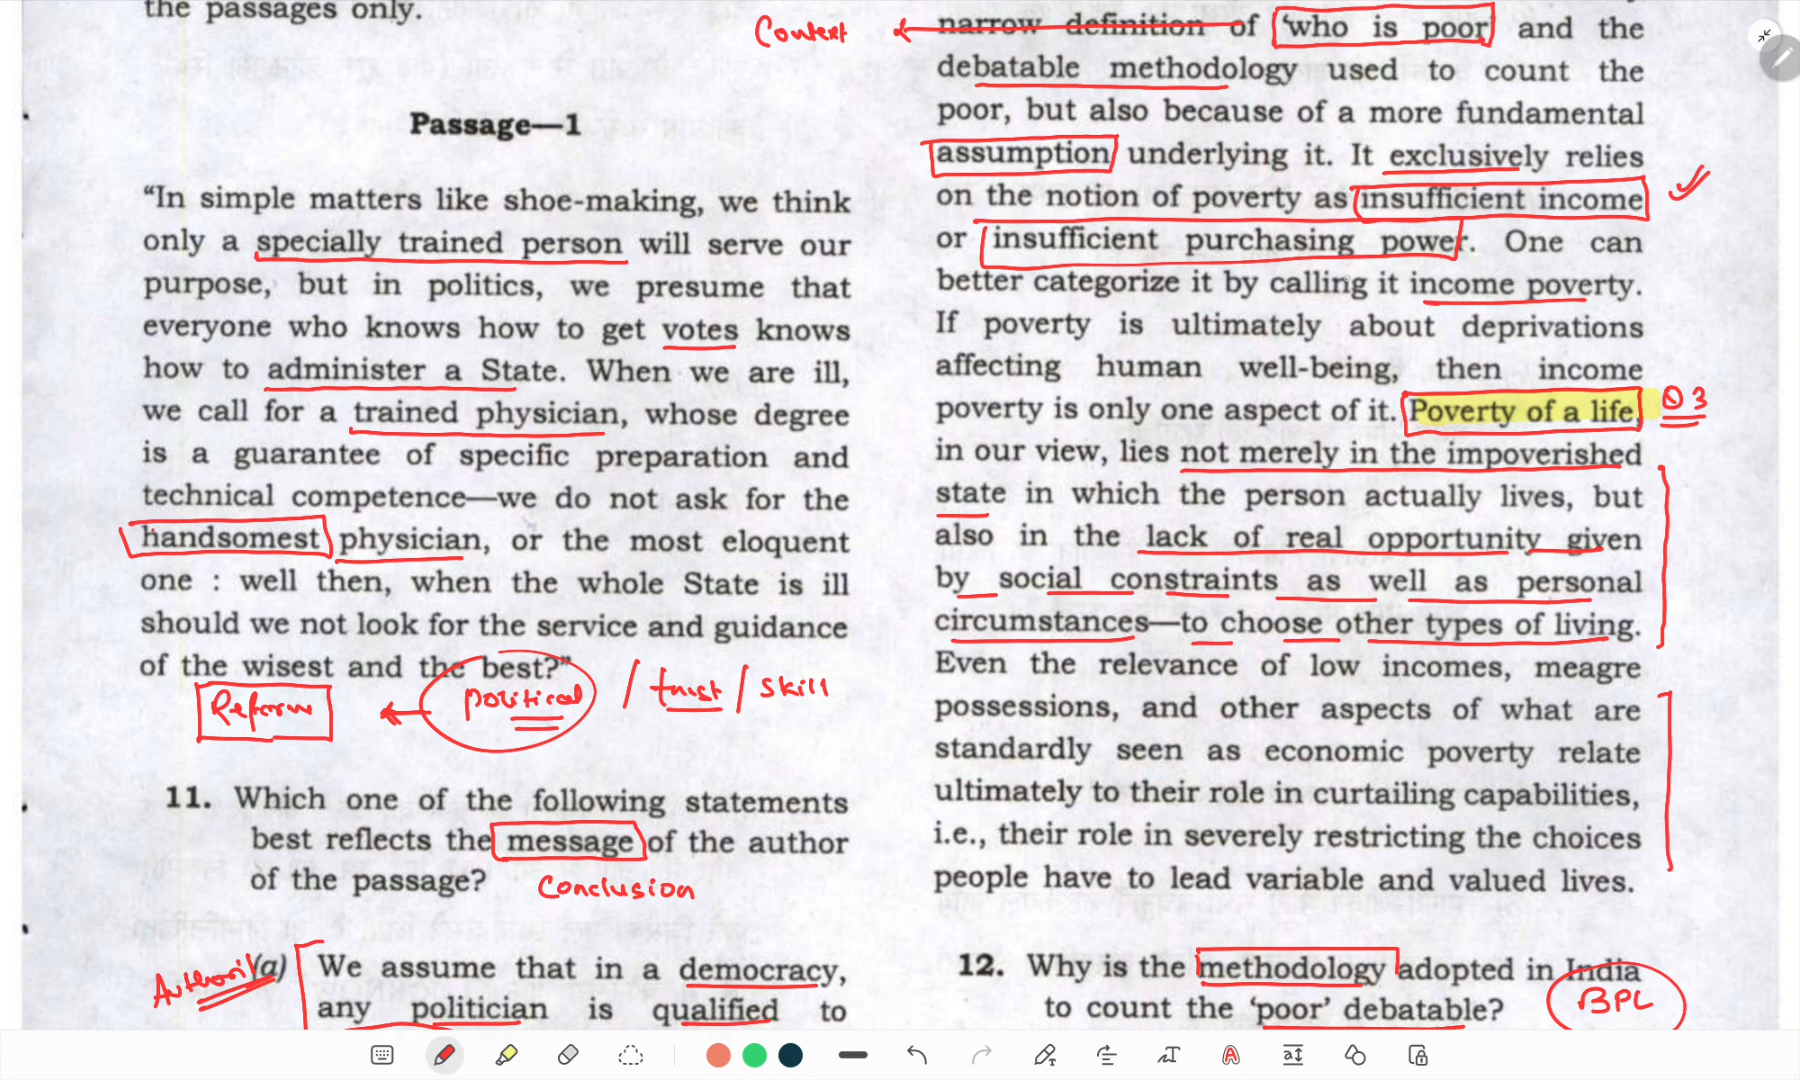 the passages only.
Passage—1
“In simple matters like shoe-making, we think
only a specially trained person will serve our
purpose, but in politics, we presume that
everyone who knows how to get votes knows
how to administer a State. When we are ill,
we call for a trained physician, whose degree
is a guarantee of specific preparation and
technical competence—we do not ask for the
handsomest physician, or the most eloquent
one : well then, when the whole State is ill
should we not look for the service and guidance
of the wisest and the best?”
Reform political / trust / skill
11. Which one of the following statements
best reflects the message of the author
of the passage?
Conclusion
(a) We assume that in a democracy,
any politician is qualified to
Context
narrow definition of ‘who is poor’ and the
debatable methodology used to count the
poor, but also because of a more fundamental
assumption underlying it. It exclusively relies
on the notion of poverty as insufficient income
or insufficient purchasing power. One can
better categorize it by calling it income poverty.
If poverty is ultimately about deprivations
affecting human well-being, then income
poverty is only one aspect of it. Poverty of a life, Q3
in our view, lies not merely in the impoverished
state in which the person actually lives, but
also in the lack of real opportunity given
by social constraints as well as personal
circumstances—to choose other types of living.
Even the relevance of low incomes, meagre
possessions, and other aspects of what are
standardly seen as economic poverty relate
ultimately to their role in curtailing capabilities,
i.e., their role in severely restricting the choices
people have to lead variable and valued lives.
12. Why is the methodology adopted in India
to count the ‘poor’ debatable?
BPL